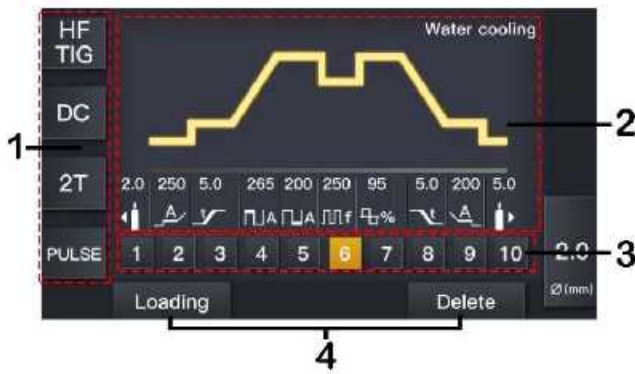 HF
TIG
Water cooling
DC
1
2
2T
2.0 250 5.0 265 200 250 95 5.0 200 5.0
A A A f % A
PULSE 1 2 3 4 5 6 7 8 9 10 2.0
3
Ø(mm)
Loading Delete
4